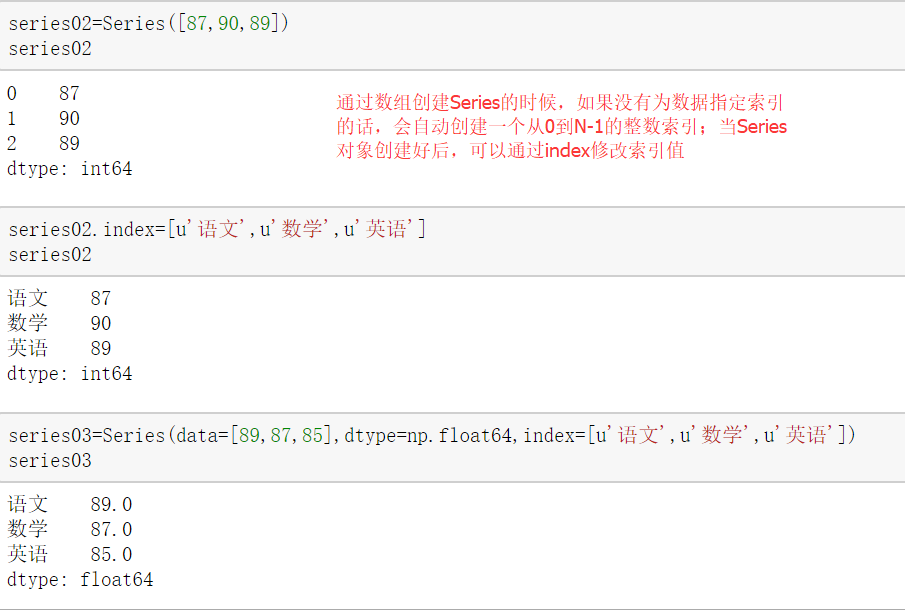 series02=Series([87,90,89])
series02
0    87
1    90
2    89
dtype: int64
通过数组创建Series的时候，如果没有为数据指定索引
的话，会自动创建一个从0到N-1的整数索引；当Series
对象创建好后，可以通过index修改索引值
series02.index=[u'语文',u'数学',u'英语']
series02
语文    87
数学    90
英语    89
dtype: int64
series03=Series(data=[89,87,85],dtype=np.float64,index=[u'语文',u'数学',u'英语'])
series03
语文    89.0
数学    87.0
英语    85.0
dtype: float64